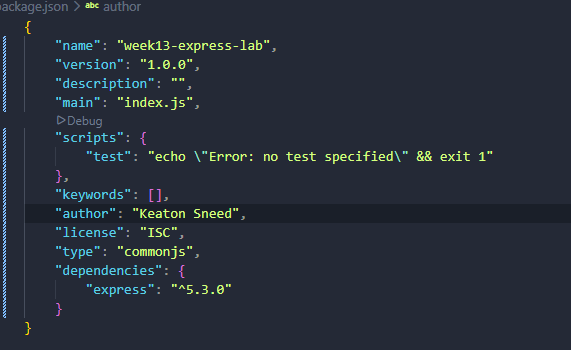 package.json > abc author
{
"name": "week13-express-lab",
"version": "1.0.0",
"description": "",
"main": "index.js",
Debug
"scripts": {
"test": "echo \"Error: no test specified\" && exit 1"
},
"keywords": [],
"author": "Keaton Sneed",
"license": "ISC",
"type": "commonjs",
"dependencies": {
"express": "^5.3.0"
}
}